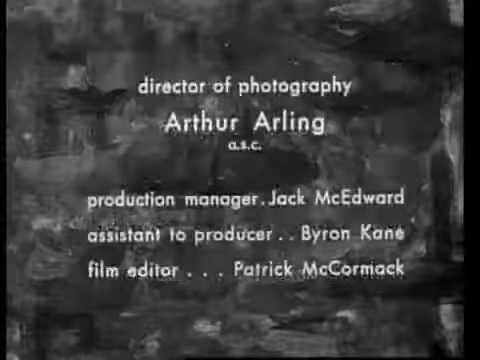 director of photography
Arthur Arling
a.s.c.
production manager. Jack McEdward
assistant to producer . . Byron Kane
film editor . . . Patrick McCormack